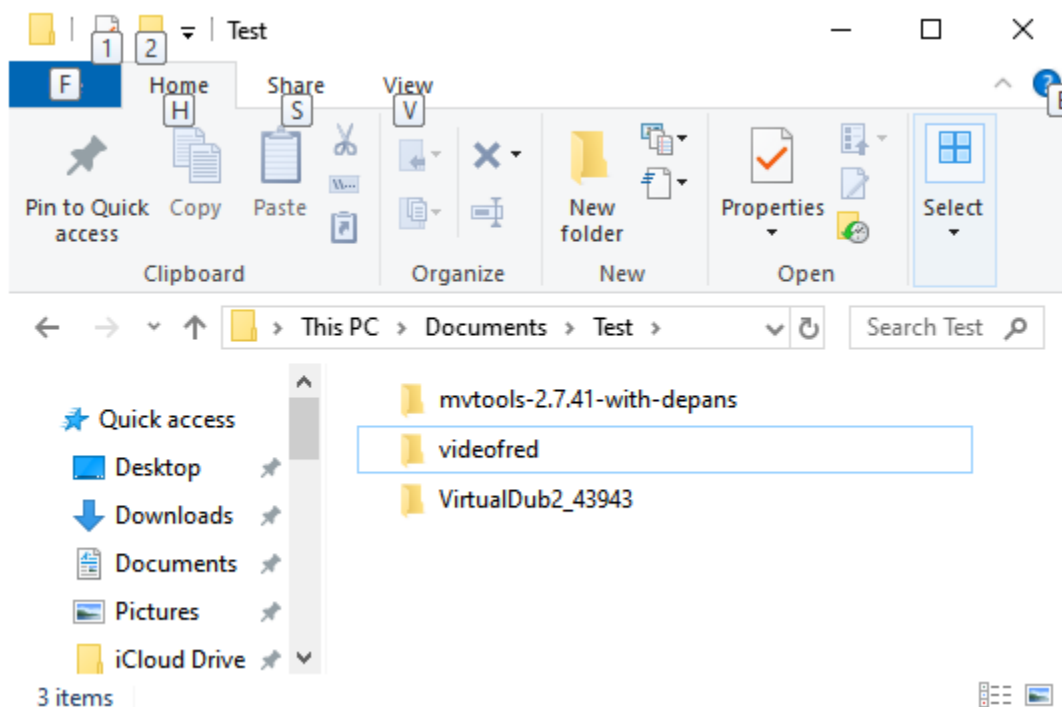 1 2 Test
F Home Share View
H S V
Pin to Quick access Copy Paste
New folder Properties Select
Clipboard Organize New Open
This PC > Documents > Test > Search Test
Quick access
Desktop
Downloads
Documents
Pictures
iCloud Drive
mvtools-2.7.41-with-depans
videofred
VirtualDub2_43943
3 items